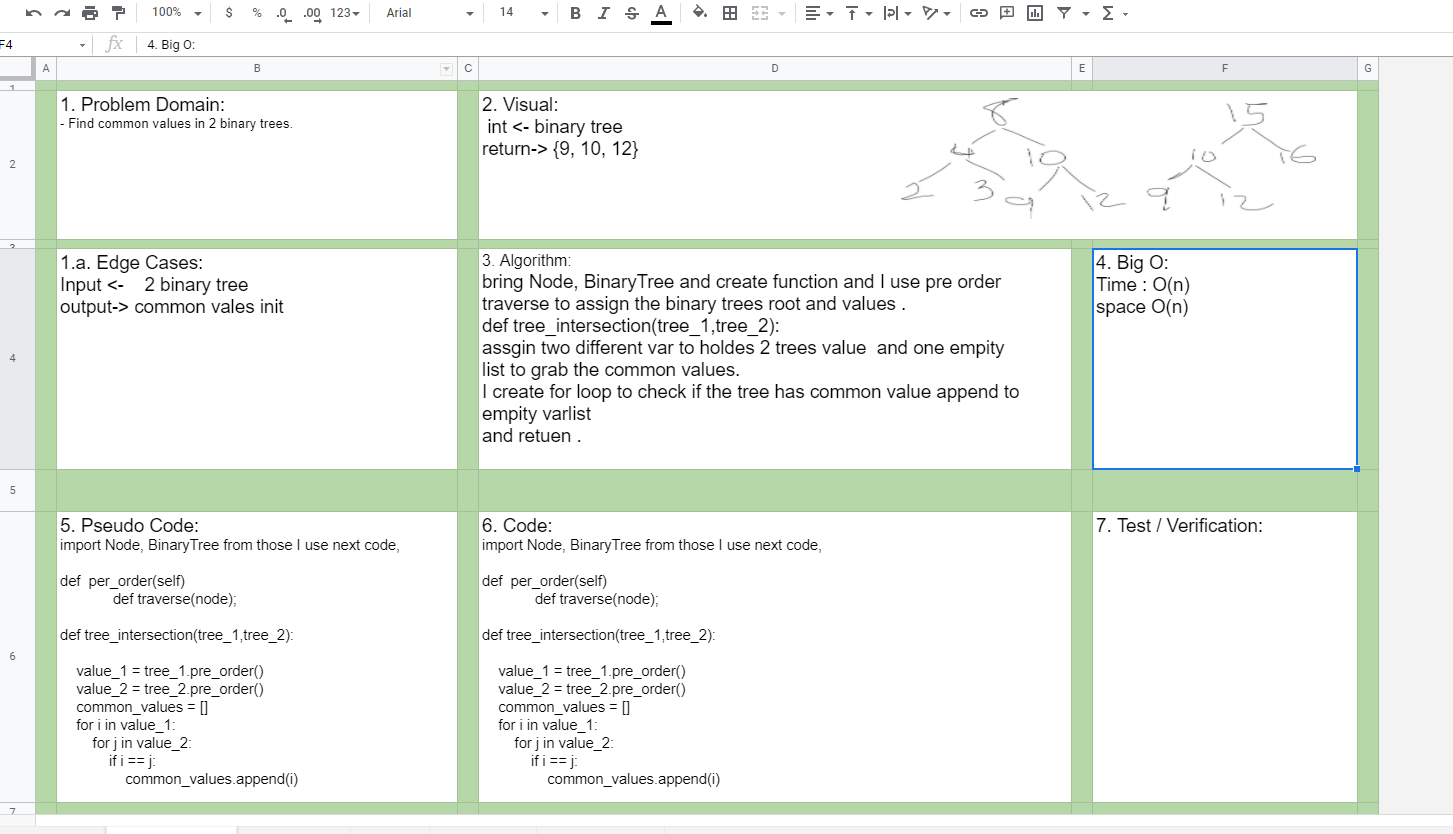 100%
$
%
.0
.00
123
Arial
14
B
I
S
A
F4
fx
4. Big O:
A
B
C
D
E
F
G
1
2
1. Problem Domain:
- Find common values in 2 binary trees.
2. Visual:
int <- binary tree
return-> {9, 10, 12}
8
4 10
2 3 9 12
15
10 16
9 12
3
4
1.a. Edge Cases:
Input <- 2 binary tree
output-> common vales init
3. Algorithm:
bring Node, BinaryTree and create function and I use pre order
traverse to assign the binary trees root and values .
def tree_intersection(tree_1,tree_2):
assgin two different var to holdes 2 trees value and one empity
list to grab the common values.
I create for loop to check if the tree has common value append to
empity varlist
and retuen .
4. Big O:
Time : O(n)
space O(n)
5
6
5. Pseudo Code:
import Node, BinaryTree from those I use next code,
def per_order(self)
def traverse(node);
def tree_intersection(tree_1,tree_2):
value_1 = tree_1.pre_order()
value_2 = tree_2.pre_order()
common_values = []
for i in value_1:
for j in value_2:
if i == j:
common_values.append(i)
6. Code:
import Node, BinaryTree from those I use next code,
def per_order(self)
def traverse(node);
def tree_intersection(tree_1,tree_2):
value_1 = tree_1.pre_order()
value_2 = tree_2.pre_order()
common_values = []
for i in value_1:
for j in value_2:
if i == j:
common_values.append(i)
7. Test / Verification:
7